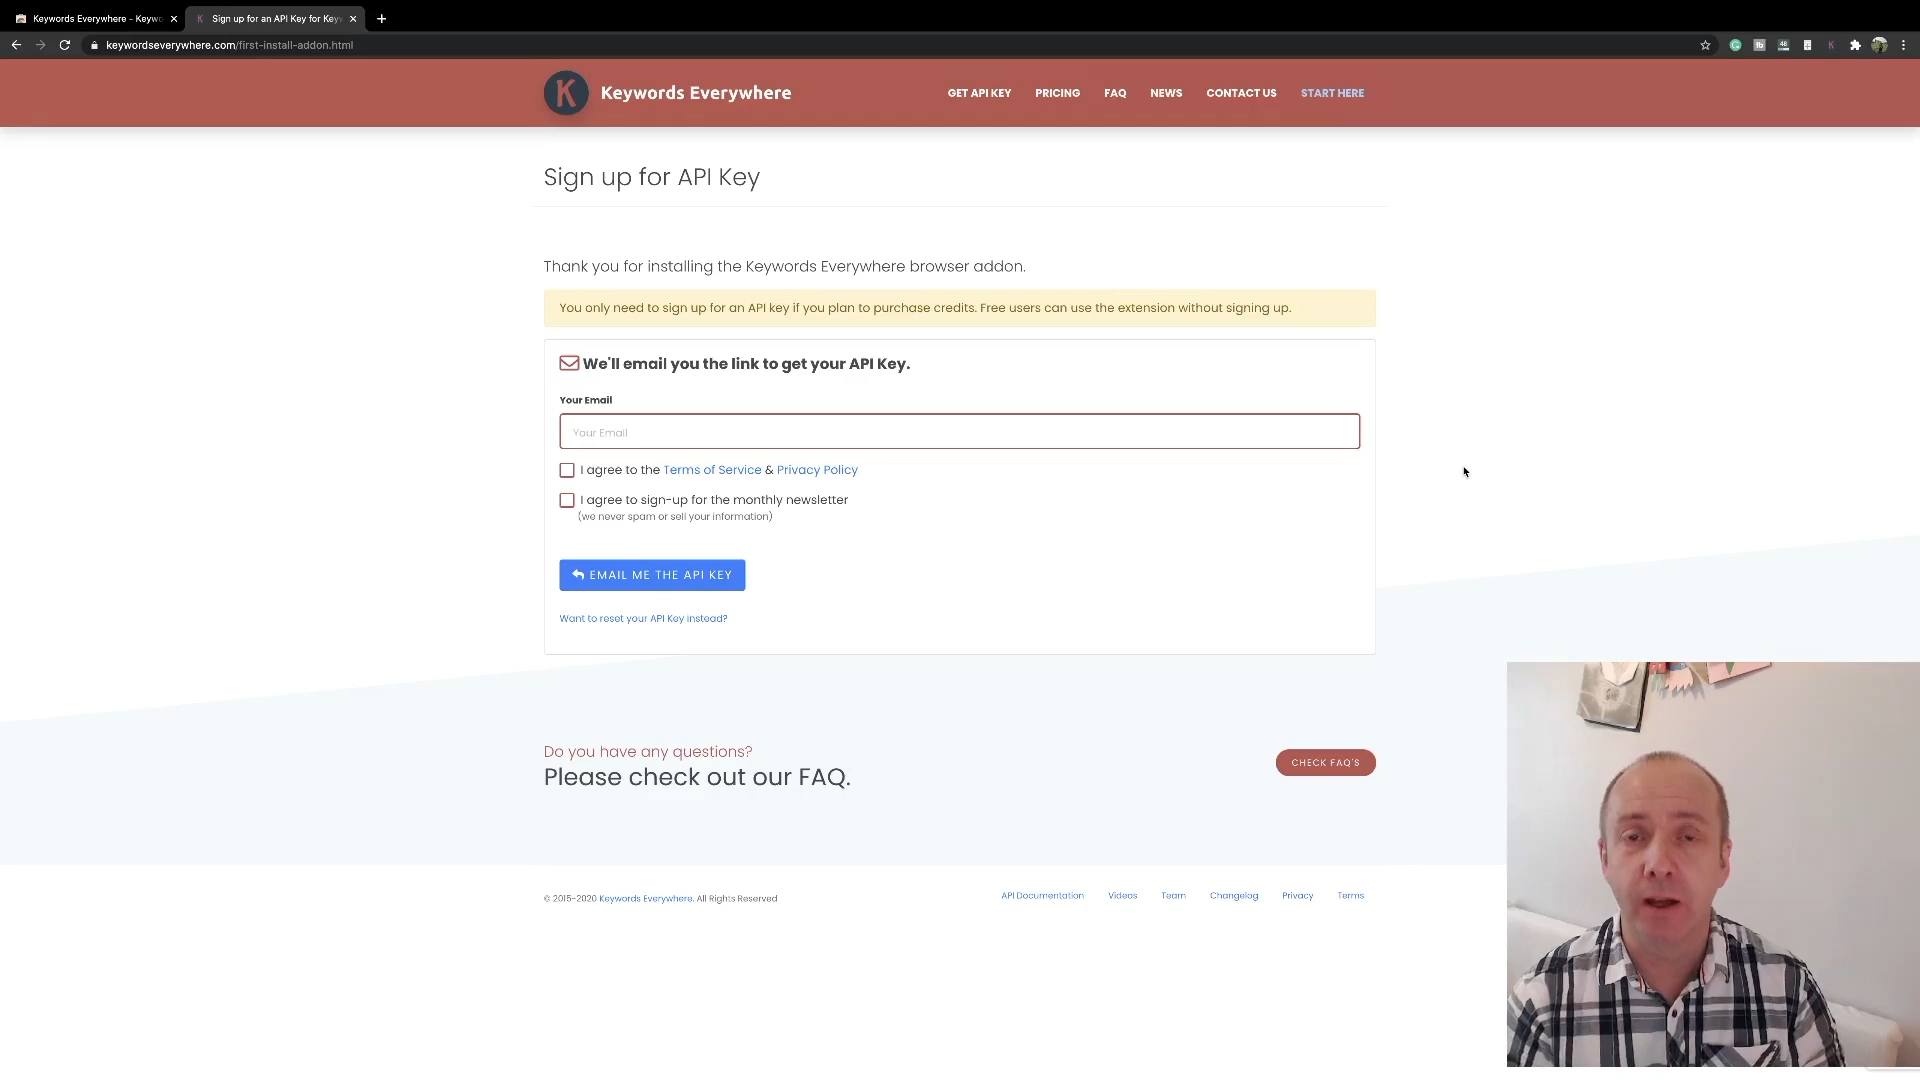 Keywords Everywhere - Keywo
Sign up for an API Key for Key
keywordseverywhere.com/first-install-addon.html
K Keywords Everywhere
GET API KEY PRICING FAQ NEWS CONTACT US START HERE
Sign up for API Key
Thank you for installing the Keywords Everywhere browser addon.
You only need to sign up for an API key if you plan to purchase credits. Free users can use the extension without signing up.
We'll email you the link to get your API Key.
Your Email
Your Email
I agree to the Terms of Service & Privacy Policy
I agree to sign-up for the monthly newsletter
(we never spam or sell your information)
EMAIL ME THE API KEY
Want to reset your API Key instead?
Do you have any questions?
Please check out our FAQ.
CHECK FAQ'S
© 2015-2020 Keywords Everywhere. All Rights Reserved
API Documentation Videos Team Changelog Privacy Terms